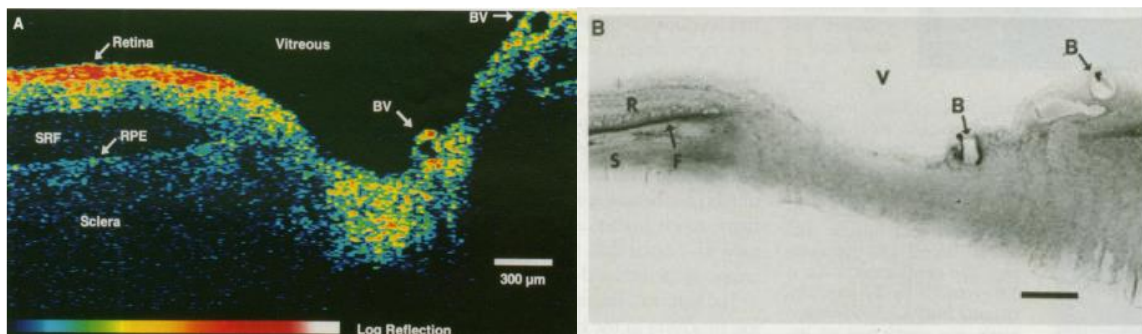 A
BV
Retina
Vitreous
BV
SRF
RPE
Sclera
300 µm
Log Reflection
B
B
V
B
R
S
F